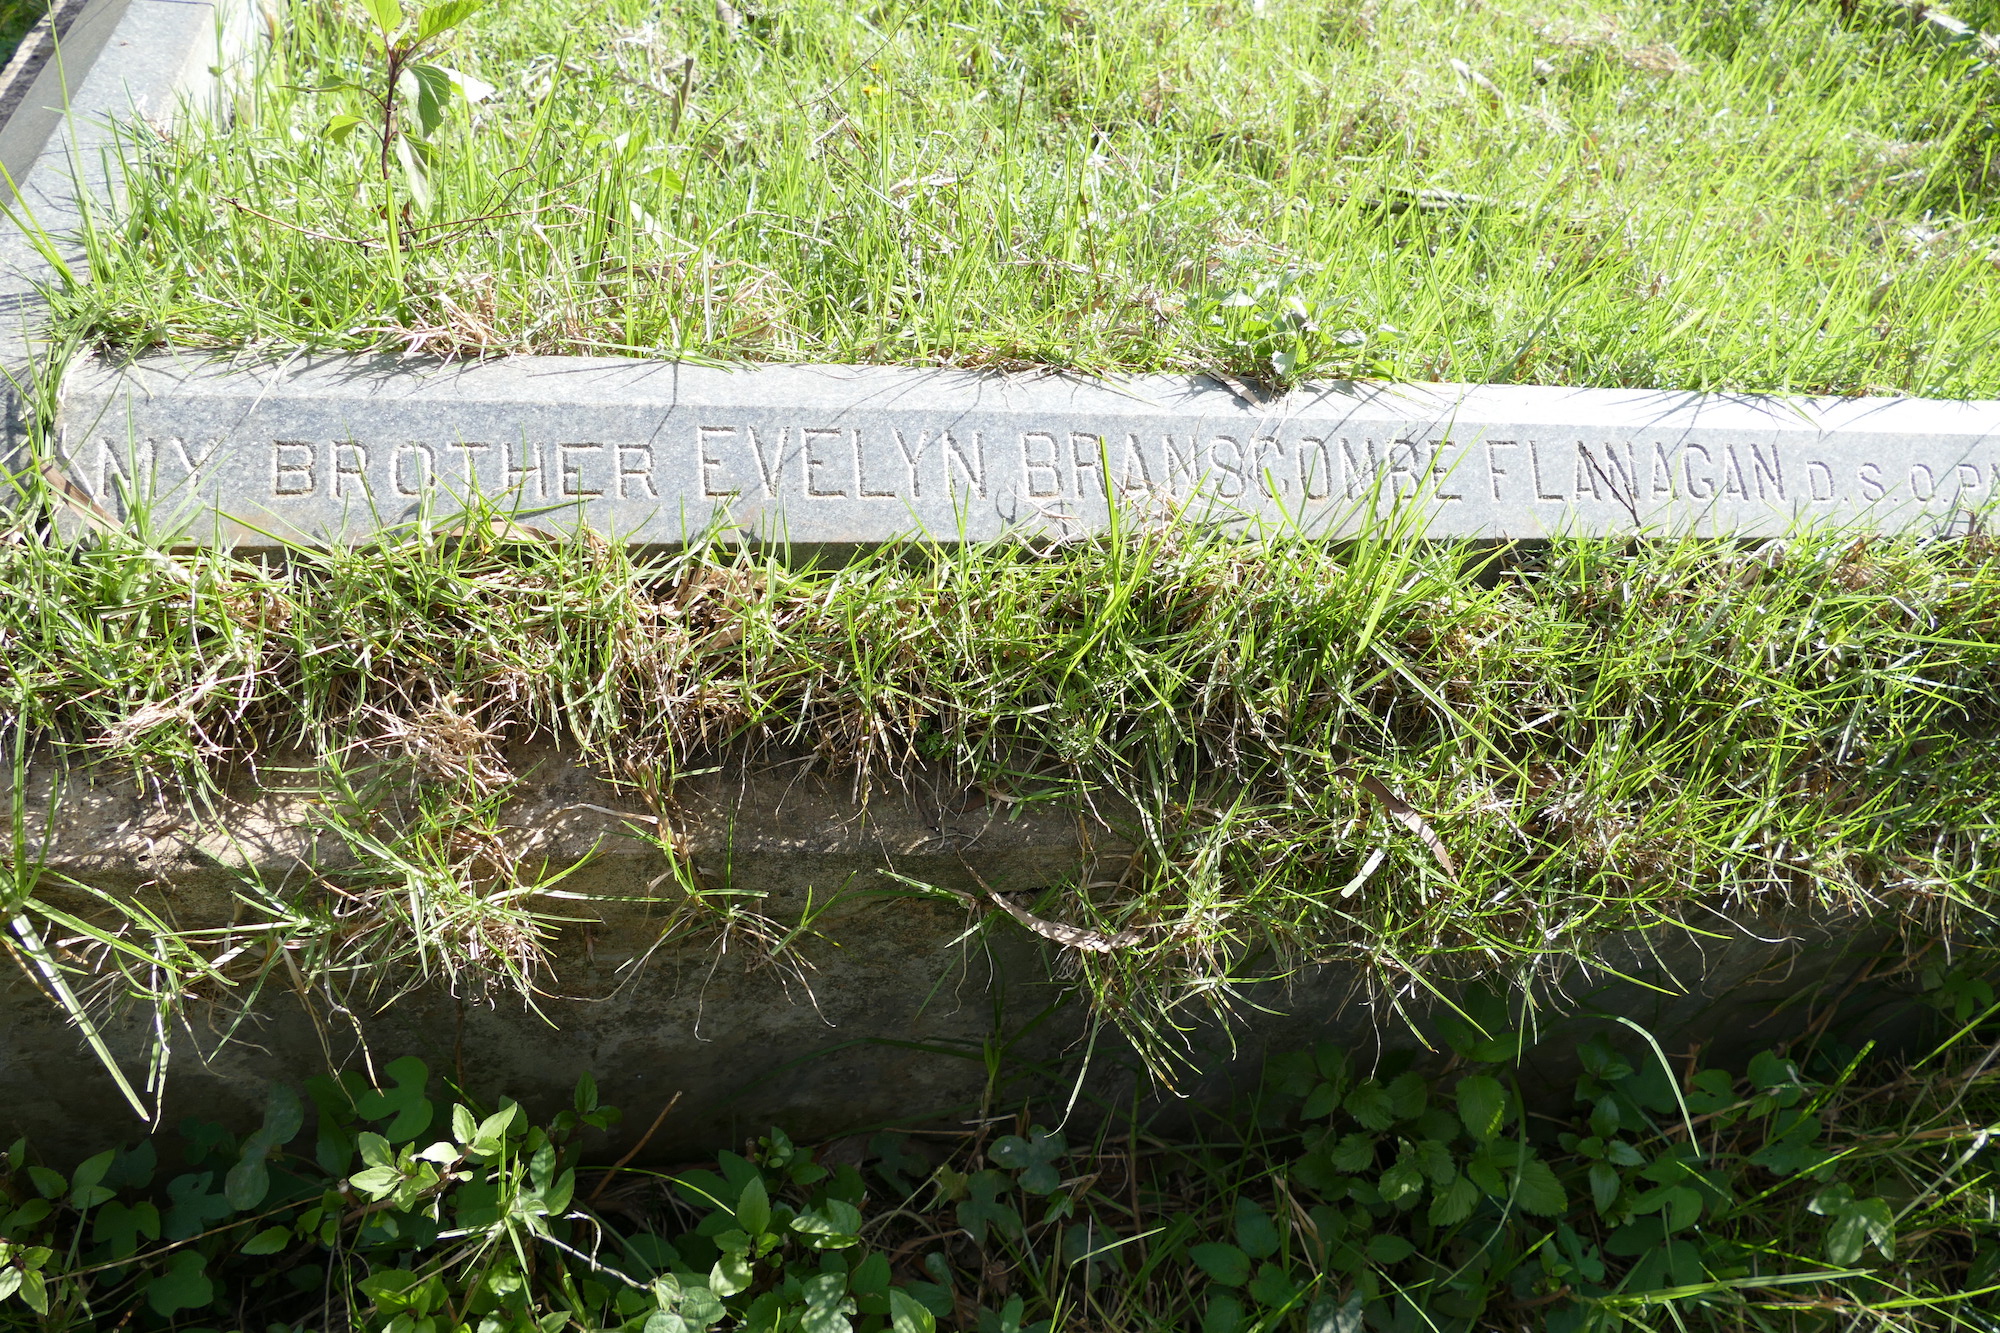 MY BROTHER EVELYN BRANSCOMBE FLANAGAN D.S.O.